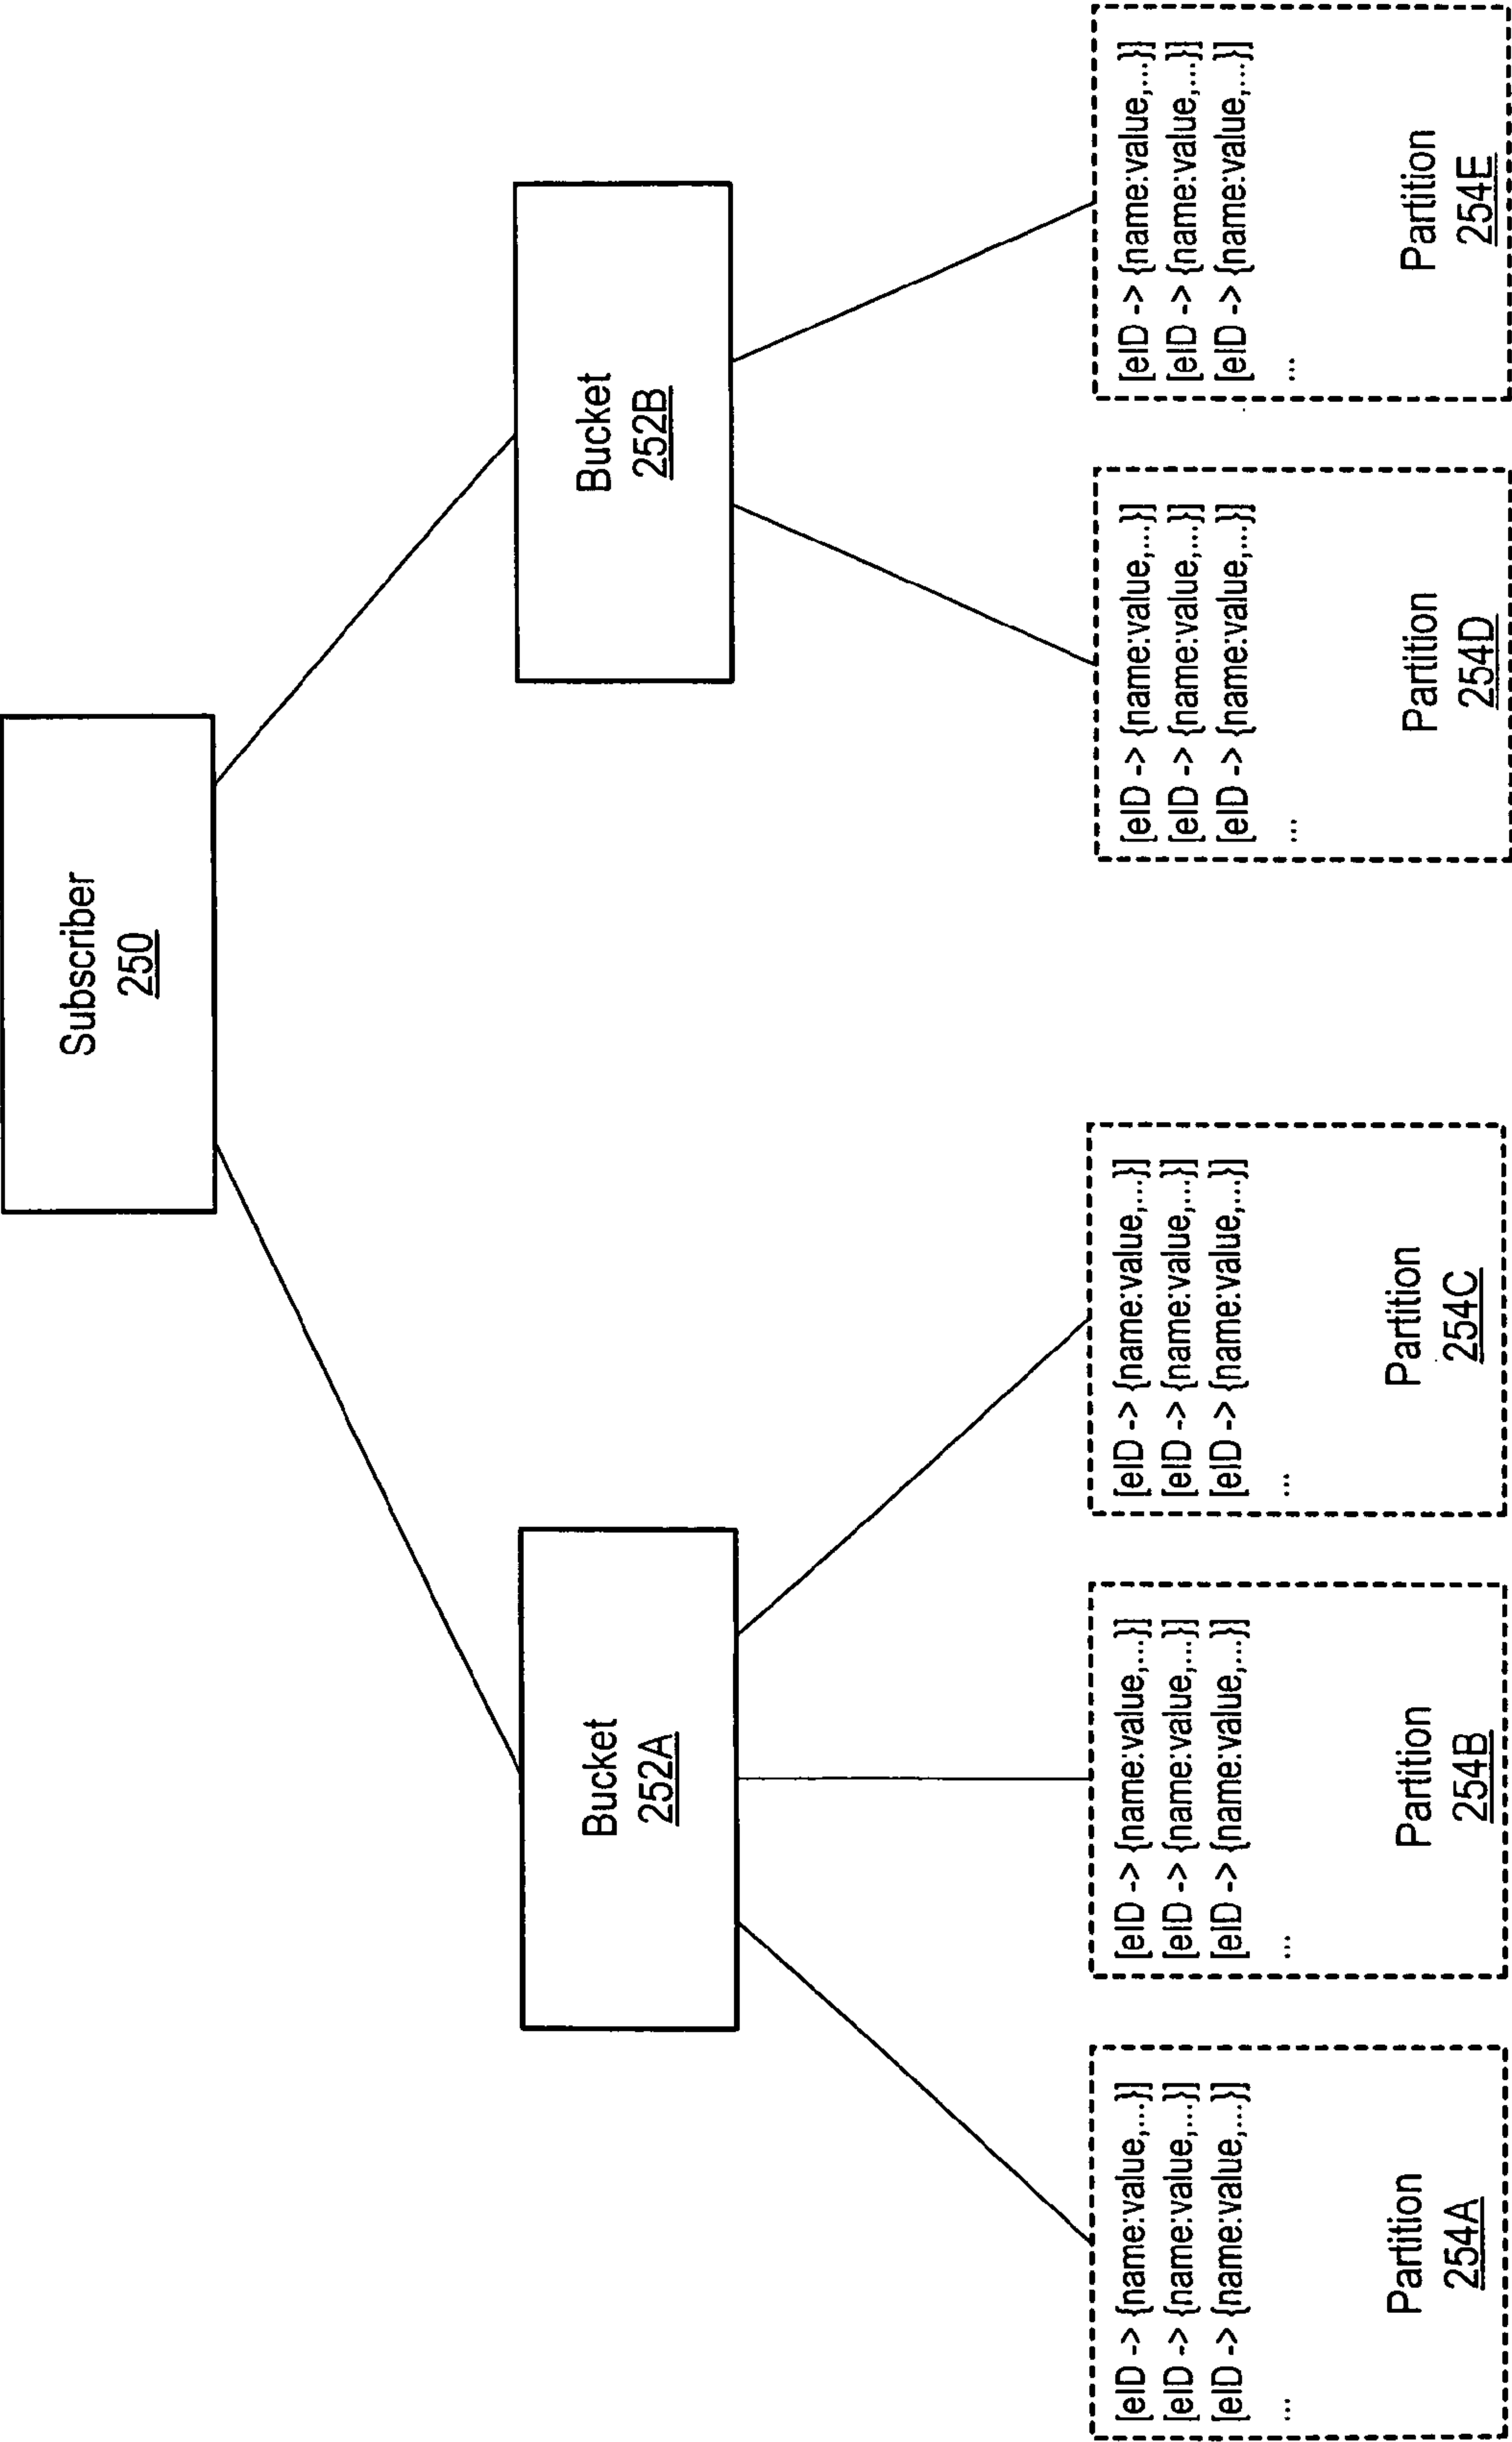 Subscriber
250
Bucket
252A
Bucket
252B
[eID -> {name:value,...}]
[eID -> {name:value,...}]
[eID -> {name:value,...}]
...
Partition
254A
[eID -> {name:value,...}]
[eID -> {name:value,...}]
[eID -> {name:value,...}]
...
Partition
254B
[eID -> {name:value,...}]
[eID -> {name:value,...}]
[eID -> {name:value,...}]
...
Partition
254C
[eID -> {name:value,...}]
[eID -> {name:value,...}]
[eID -> {name:value,...}]
...
Partition
254D
[eID -> {name:value,...}]
[eID -> {name:value,...}]
[eID -> {name:value,...}]
...
Partition
254E